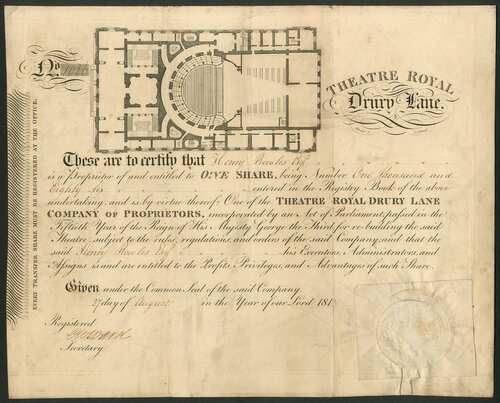 No.
THEATRE ROYAL
Drury Lane.
EVERY TRANSFER SHARE MUST BE REGISTERED AT THE OFFICE.
These are to certify that Henry Bowles Esqr.
is a Proprietor of and entitled to ONE SHARE, being Number One Thousand and
Eighty Six entered in the Registry Book of the above
undertaking; and is by virtue thereof One of the THEATRE ROYAL DRURY LANE
COMPANY OF PROPRIETORS, incorporated by an Act of Parliament, passed in the
Fiftieth Year of the Reign of His Majesty George the Third for re-building the said
Theatre, subject to the rules, regulations, and orders of the said Company, and that the
said Henry Bowles Esqr. his Executors, Administrators, and
Assigns is and are entitled to the Profits, Privileges, and Advantages of such Share.
Given under the Common Seal of the said Company
27 day of August in the Year of our Lord 181
Registered
Secretary